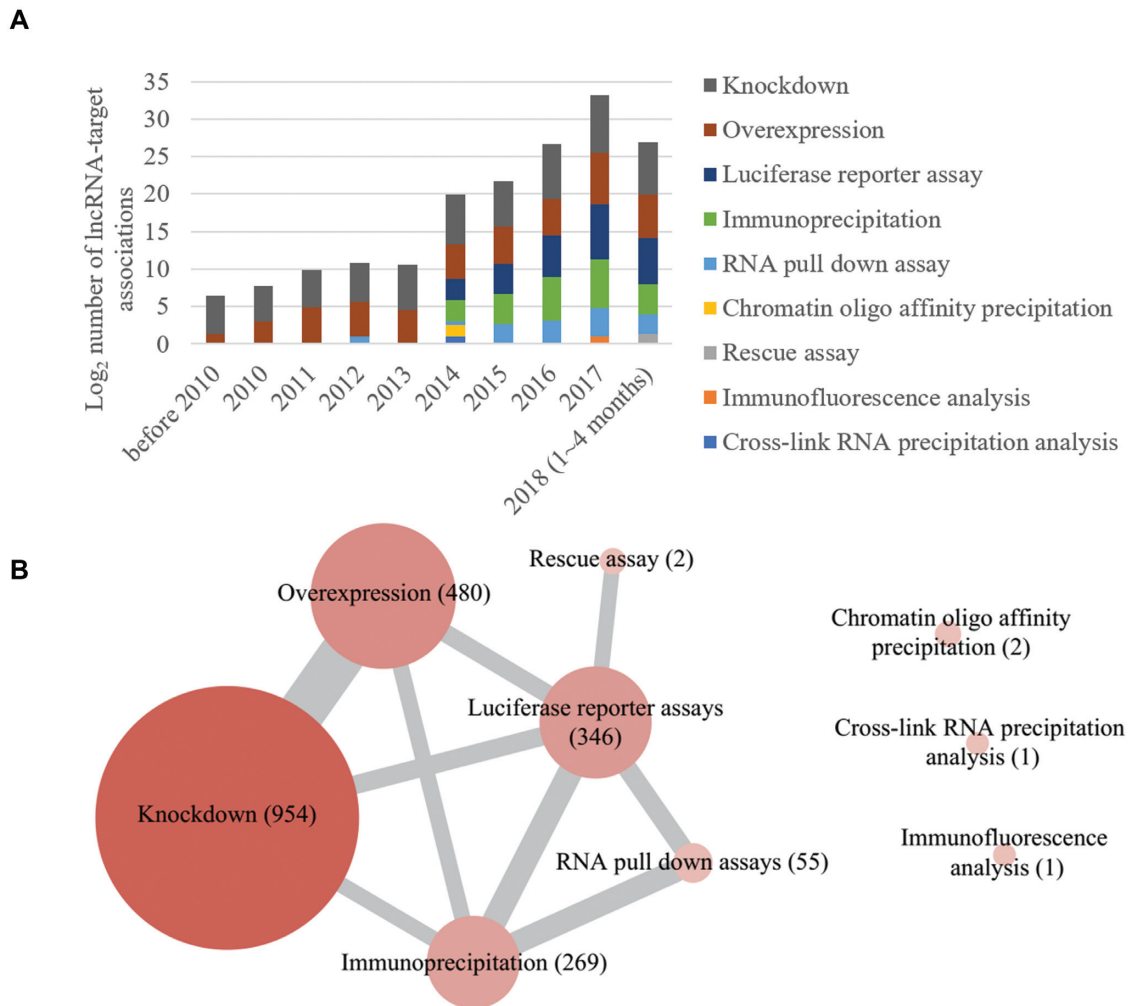 A
Log2 number of lncRNA-target
associations
35
30
25
20
15
10
5
0
before 2010
2010
2011
2012
2013
2014
2015
2016
2017
2018 (1~4 months)
Knockdown
Overexpression
Luciferase reporter assay
Immunoprecipitation
RNA pull down assay
Chromatin oligo affinity precipitation
Rescue assay
Immunofluorescence analysis
Cross-link RNA precipitation analysis
B
Overexpression (480)
Rescue assay (2)
Chromatin oligo affinity
precipitation (2)
Luciferase reporter assays
(346)
Cross-link RNA precipitation
analysis (1)
Knockdown (954)
RNA pull down assays (55)
Immunofluorescence
analysis (1)
Immunoprecipitation (269)